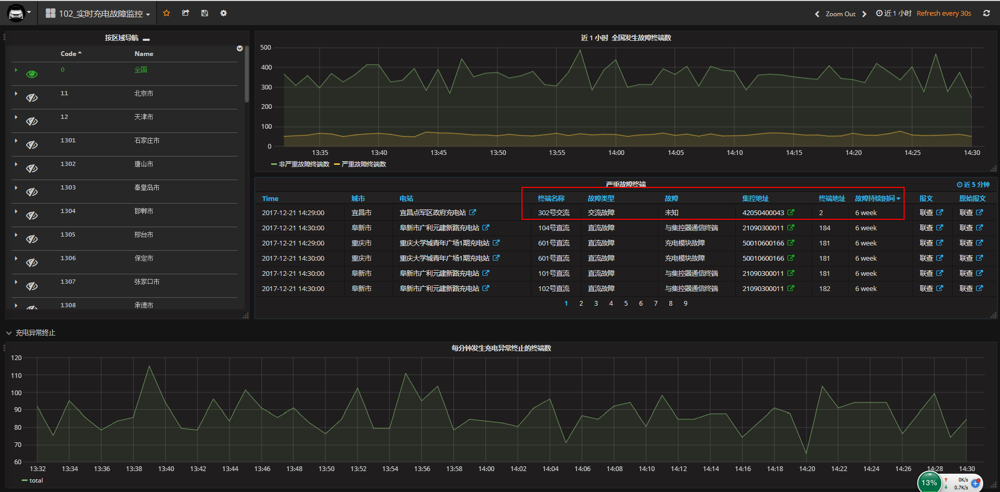 102_实时充电故障监控
Zoom Out 近 1 小时 Refresh every 30s
按区域导航
Code Name
0 全国
11 北京市
12 天津市
1301 石家庄市
1302 唐山市
1303 秦皇岛市
1304 邯郸市
1305 邢台市
1306 保定市
1307 张家口市
1308 承德市
近 1 小时 全国发生故障终端数
500
400
300
200
100
0
13:35 13:40 13:45 13:50 13:55 14:00 14:05 14:10 14:15 14:20 14:25 14:30
非严重故障终端数 严重故障终端数
严重故障终端 近 5 分钟
Time 城市 电站 终端名称 故障类型 故障 集控地址 终端地址 故障持续时间 报文 原始报文
2017-12-21 14:29:00 宜昌市 宜昌点军区政府充电站 302号交流 交流故障 未知 42050400043 2 6 week 联查 联查
2017-12-21 14:30:00 阜新市 阜新市广利元建新路充电站 104号直流 直流故障 与集控器通信终端 21090300011 184 6 week 联查 联查
2017-12-21 14:29:00 重庆市 重庆大学城青年广场1期充电站 601号直流 直流故障 充电模块故障 50010600166 181 6 week 联查 联查
2017-12-21 14:30:00 重庆市 重庆大学城青年广场1期充电站 601号直流 直流故障 充电模块故障 50010600166 181 6 week 联查 联查
2017-12-21 14:30:00 阜新市 阜新市广利元建新路充电站 101号直流 直流故障 与集控器通信终端 21090300011 181 6 week 联查 联查
2017-12-21 14:30:00 阜新市 阜新市广利元建新路充电站 102号直流 直流故障 与集控器通信终端 21090300011 182 6 week 联查 联查
1 2 3 4 5 6 7 8 9
充电异常终止
每分钟发生充电异常终止的终端数
120
110
100
90
80
70
60
13:32 13:34 13:36 13:38 13:40 13:42 13:44 13:46 13:48 13:50 13:52 13:54 13:56 13:58 14:00 14:02 14:04 14:06 14:08 14:10 14:12 14:14 14:16 14:18 14:20 14:22 14:24 14:26 14:28 14:30
total
13% 0K/s
0.7K/s